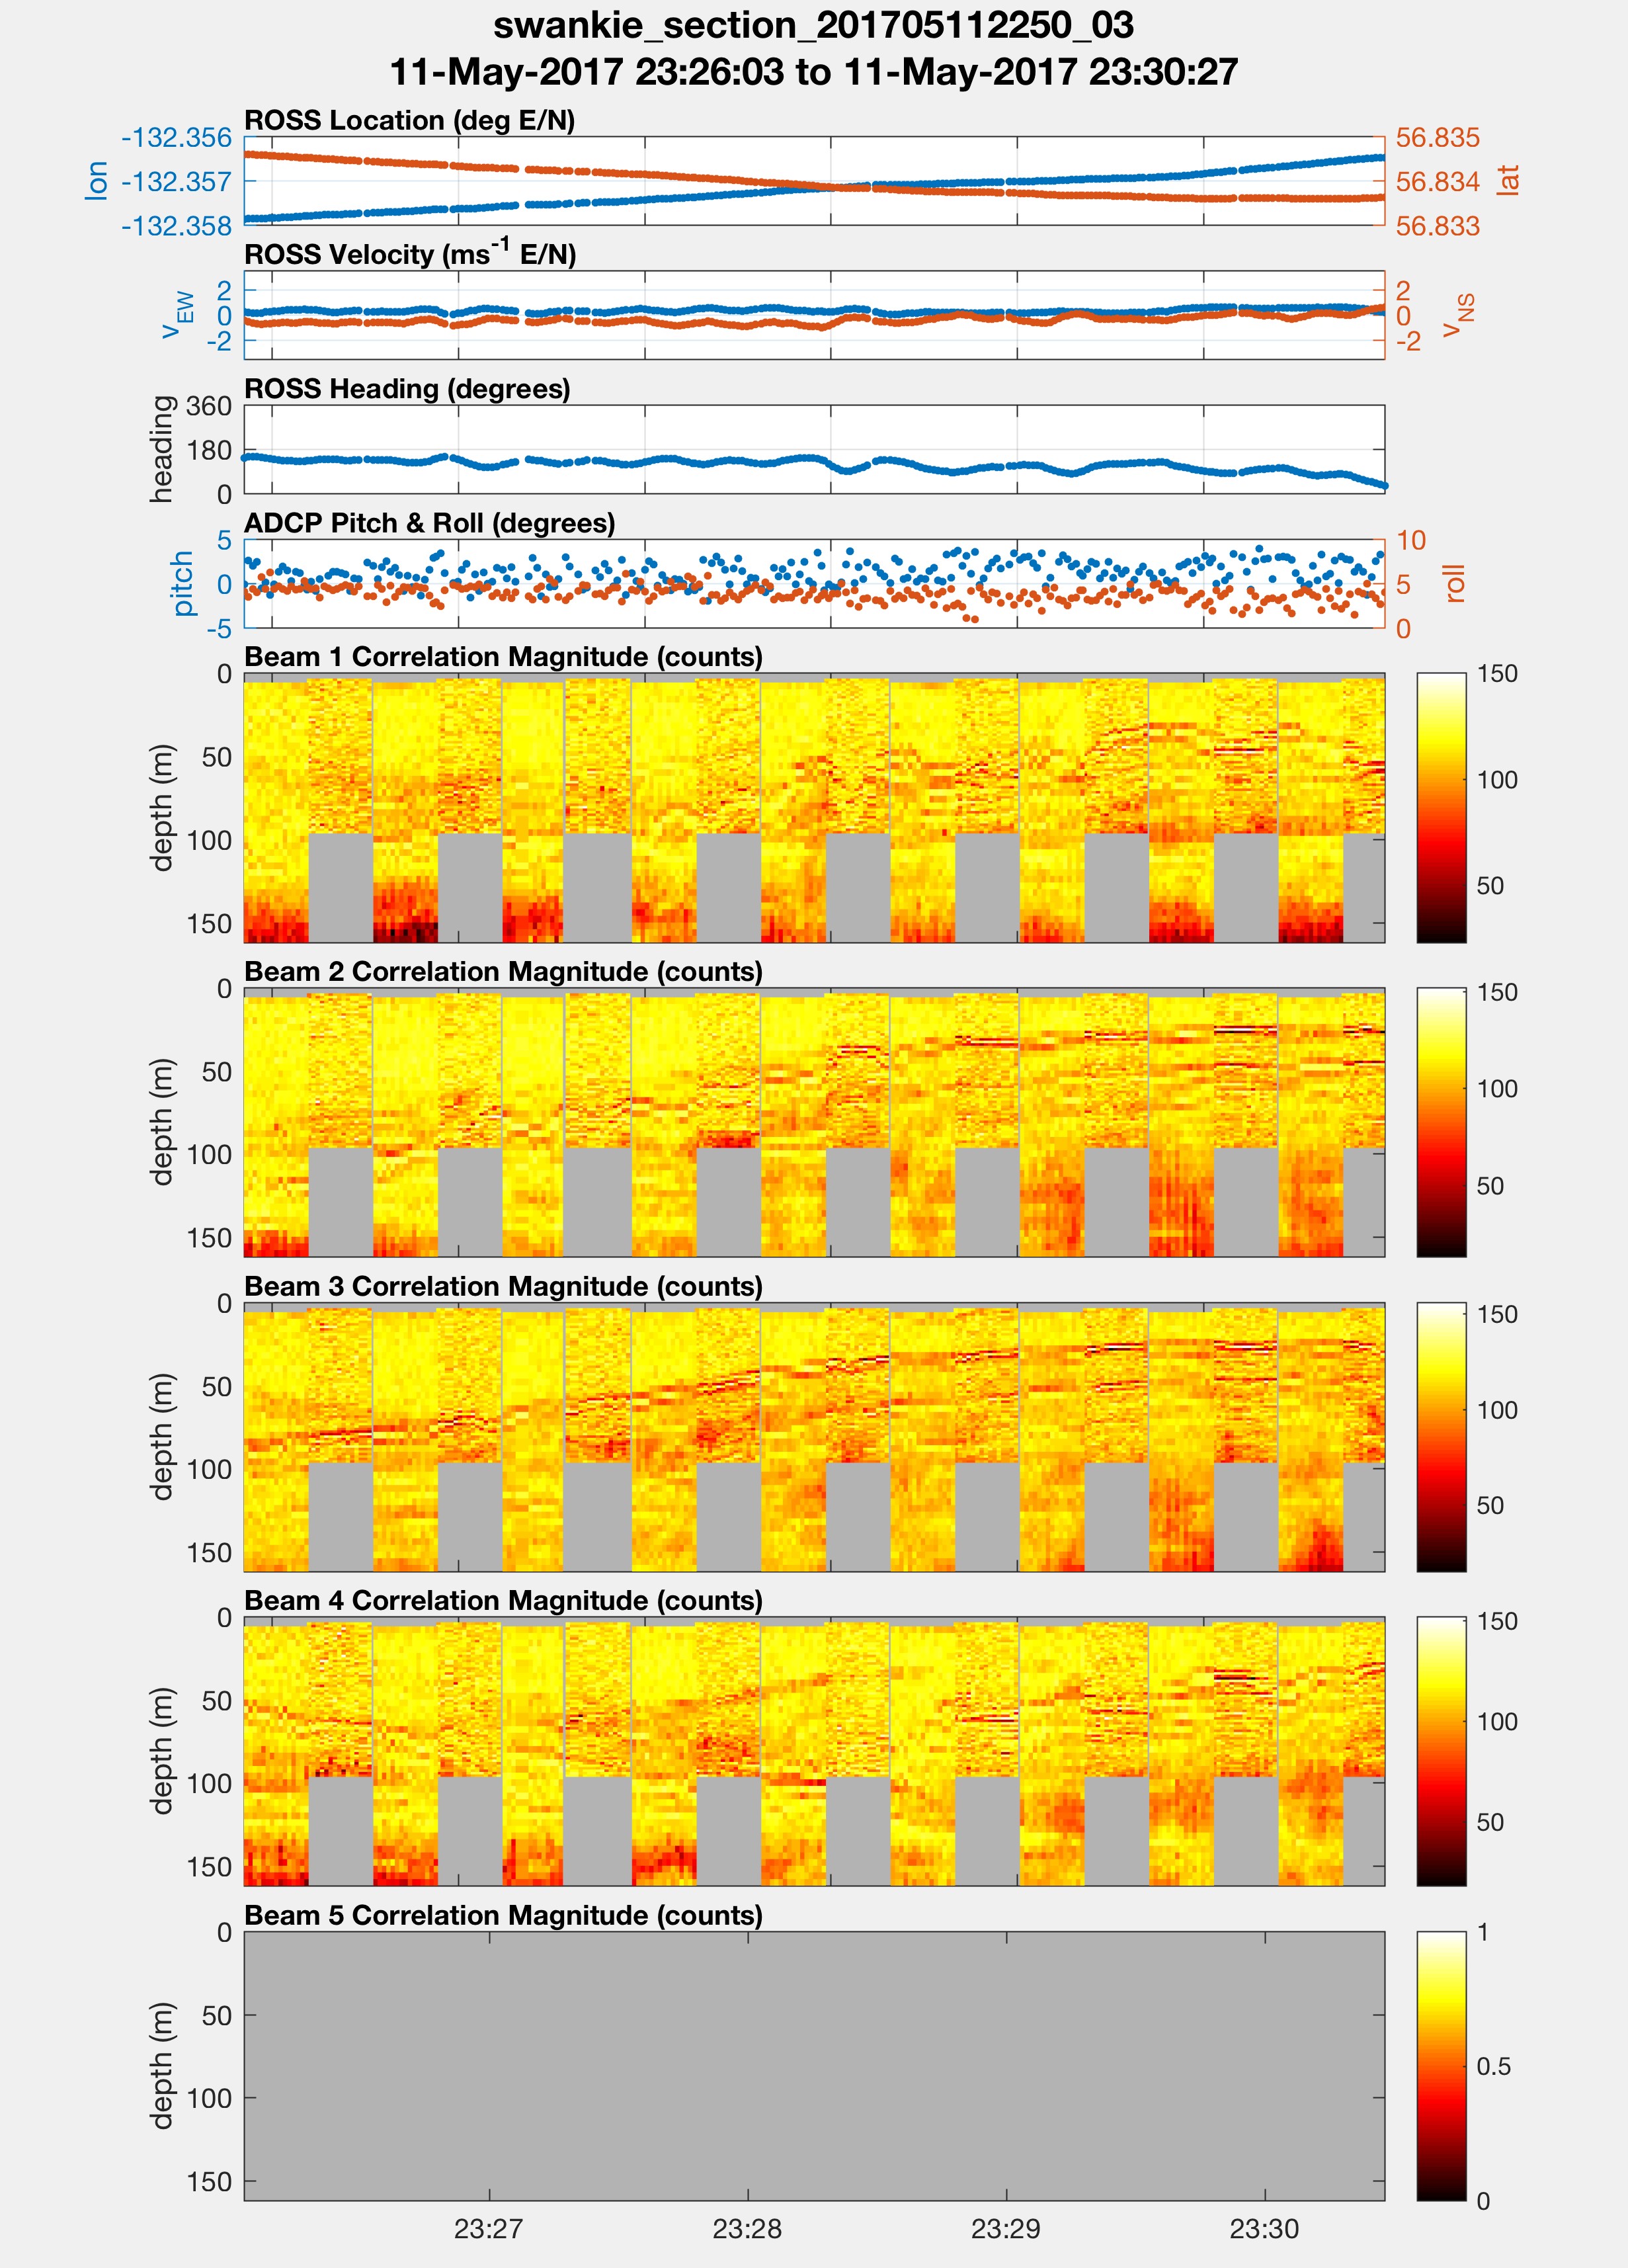 swankie_section_201705112250_03
11-May-2017 23:26:03 to 11-May-2017 23:30:27
ROSS Location (deg E/N)
-132.356
-132.357
-132.358
lon
56.835
56.834
56.833
lat
ROSS Velocity (ms⁻¹ E/N)
2
0
-2
vEW
2
0
-2
vNS
ROSS Heading (degrees)
360
180
0
heading
ADCP Pitch & Roll (degrees)
5
0
-5
pitch
10
5
0
roll
Beam 1 Correlation Magnitude (counts)
0
50
100
150
depth (m)
150
100
50
Beam 2 Correlation Magnitude (counts)
0
50
100
150
depth (m)
150
100
50
Beam 3 Correlation Magnitude (counts)
0
50
100
150
depth (m)
150
100
50
Beam 4 Correlation Magnitude (counts)
0
50
100
150
depth (m)
150
100
50
Beam 5 Correlation Magnitude (counts)
0
50
100
150
depth (m)
1
0.5
0
23:27 23:28 23:29 23:30